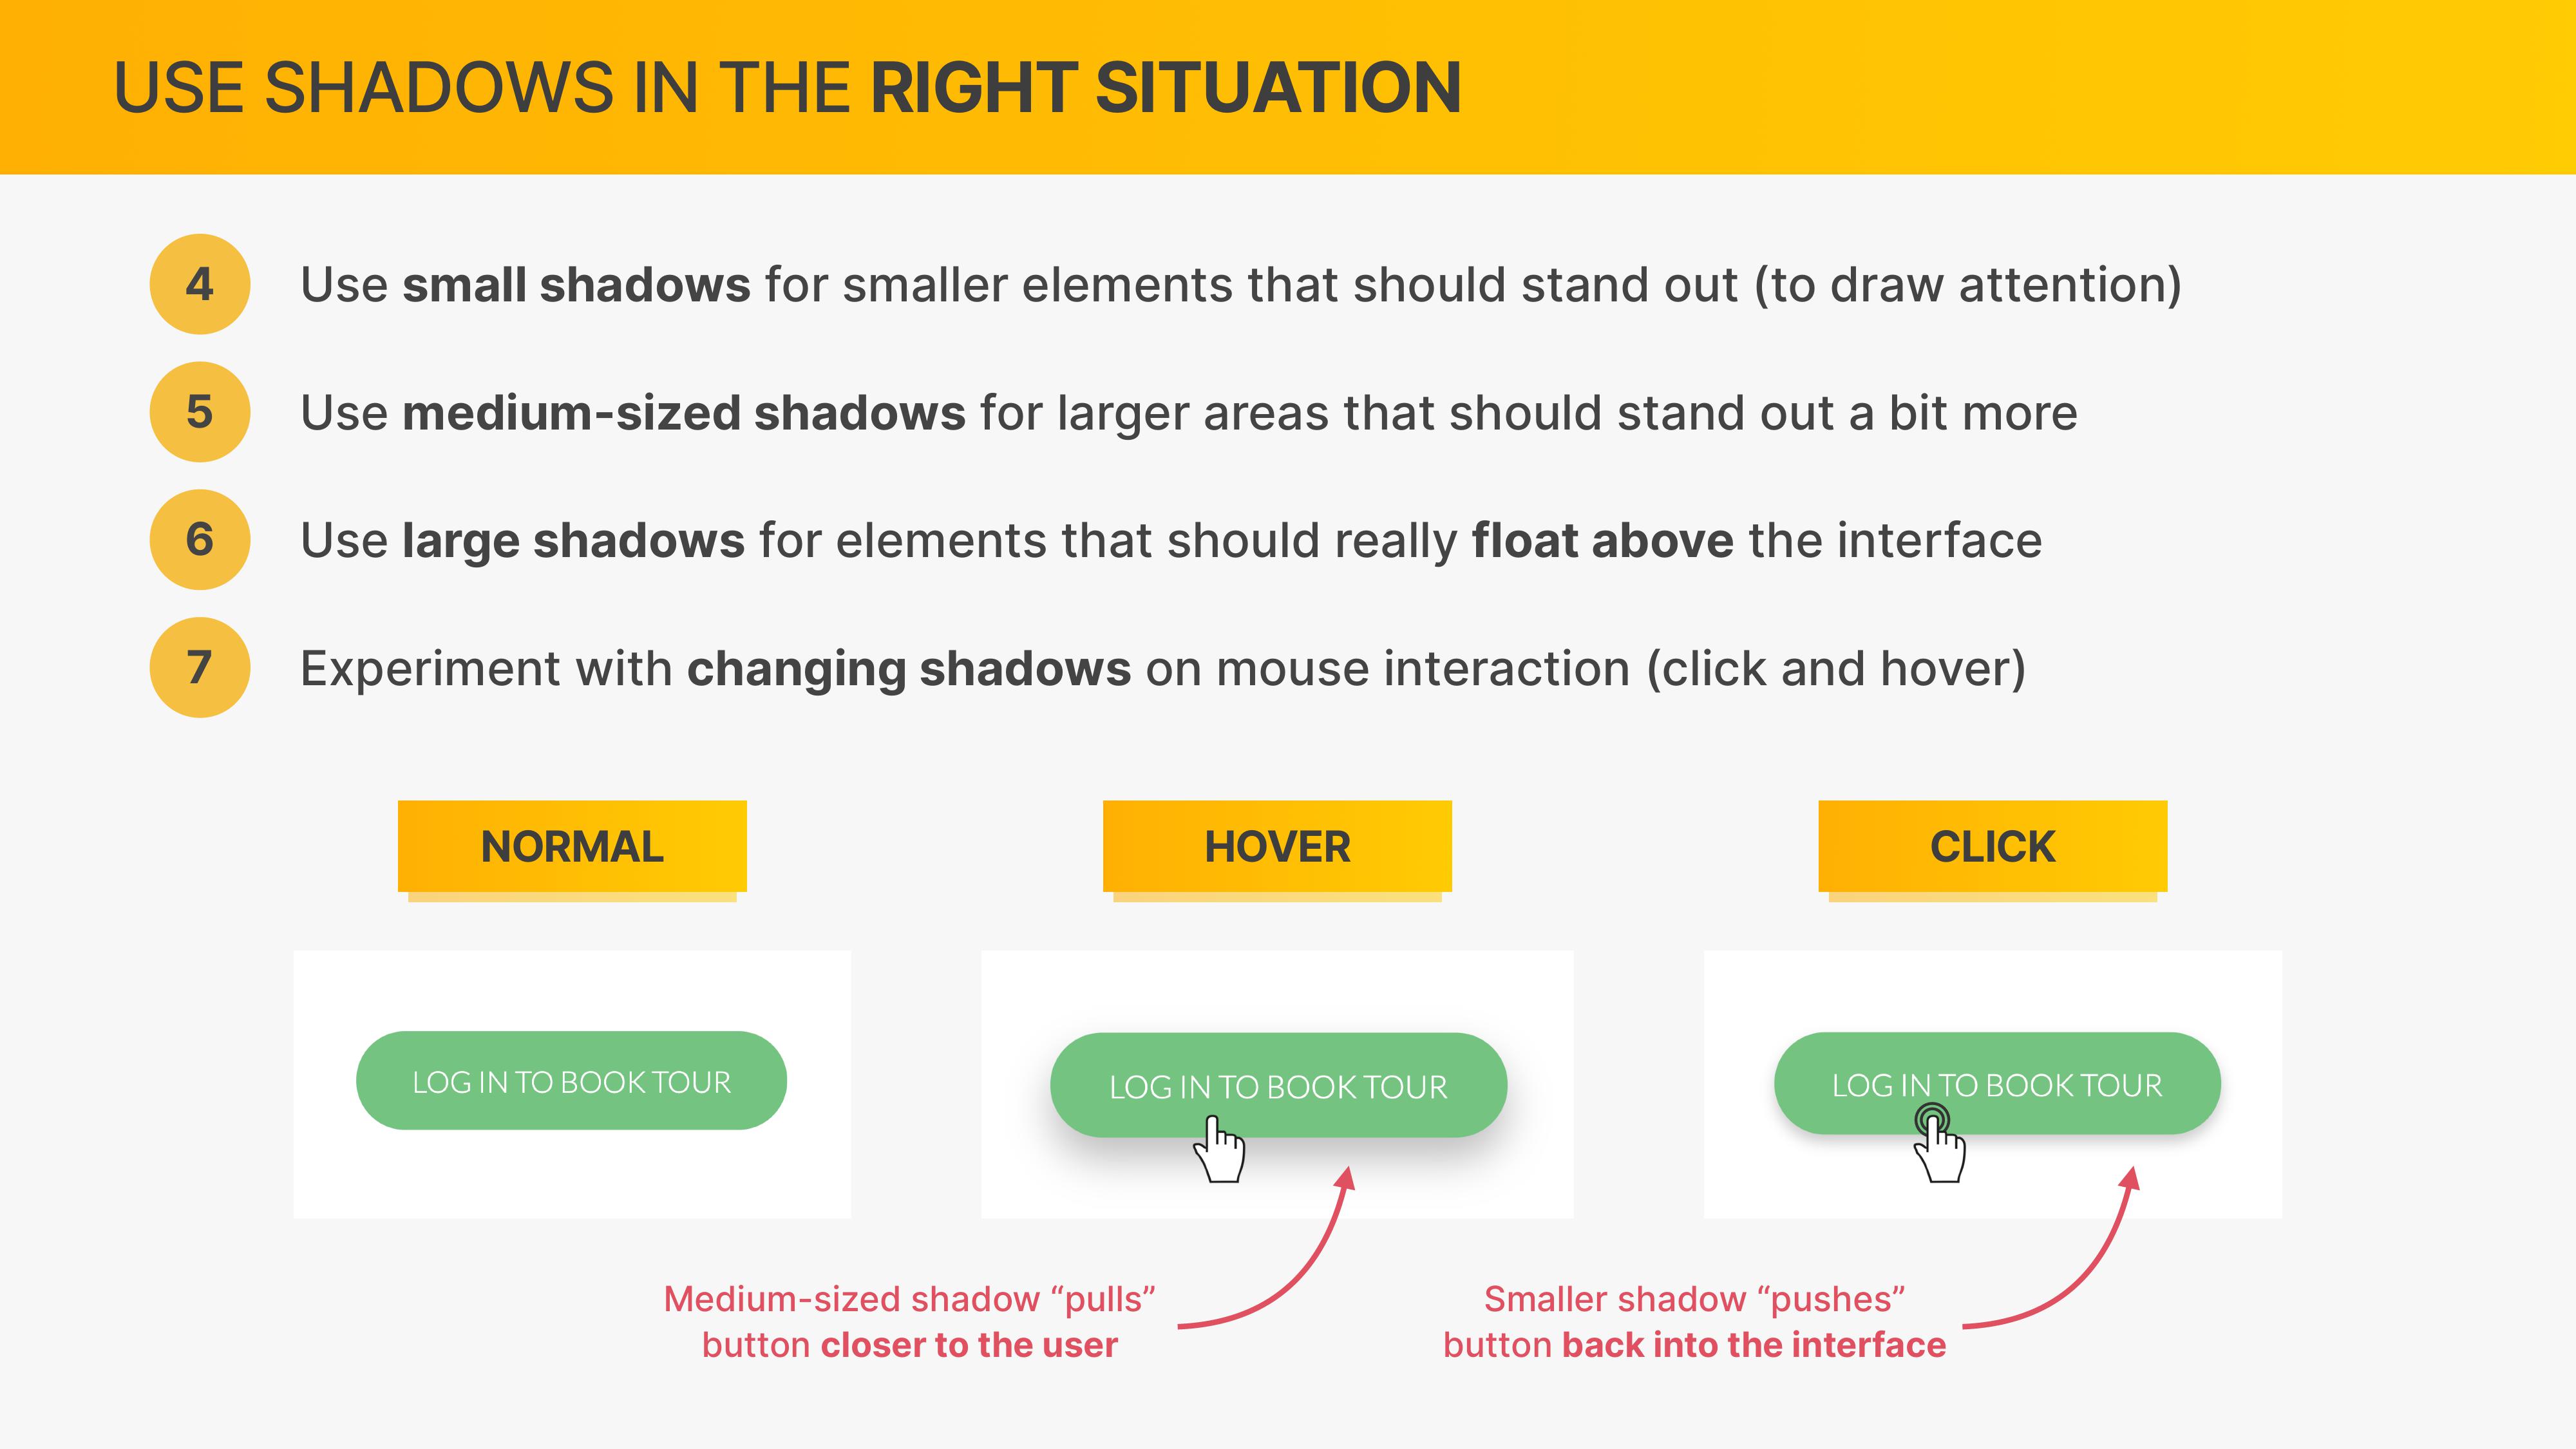 USE SHADOWS IN THE RIGHT SITUATION
4 Use small shadows for smaller elements that should stand out (to draw attention)
5 Use medium-sized shadows for larger areas that should stand out a bit more
6 Use large shadows for elements that should really float above the interface
7 Experiment with changing shadows on mouse interaction (click and hover)
NORMAL
HOVER
CLICK
LOG IN TO BOOK TOUR
LOG IN TO BOOK TOUR
LOG IN TO BOOK TOUR
Medium-sized shadow “pulls”
button closer to the user
Smaller shadow “pushes”
button back into the interface